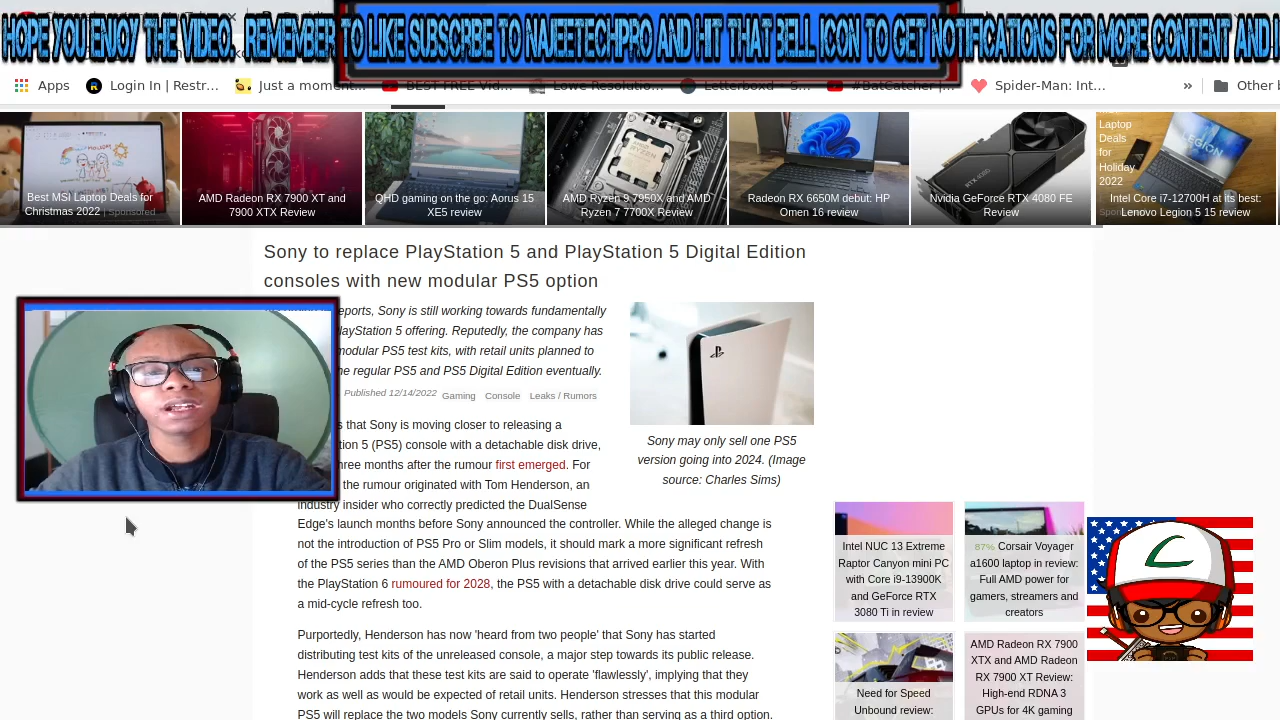 HOPE YOU ENJOY THE VIDEO. REMEMBER TO LIKE SUBSCRIBE TO NAJEETECHPRO AND HIT THAT BELL ICON TO GET NOTIFICATIONS FOR MORE CONTENT AND
Apps Login In | Restr... Just a moment... BEST FREE Vid... Lowe Resolutio... Letterboxd - S... #BatCatcher |... Spider-Man: Int... » Other b
Best MSI Laptop Deals for
Christmas 2022 | Sponsored
AMD Radeon RX 7900 XT and
7900 XTX Review
QHD gaming on the go: Aorus 15
XE5 review
AMD Ryzen 9 7950X and AMD
Ryzen 7 7700X Review
Radeon RX 6650M debut: HP
Omen 16 review
Nvidia GeForce RTX 4080 FE
Review
Laptop
Deals
for
Holiday
2022
Intel Core i7-12700H at its best:
Lenovo Legion 5 15 review
Sony to replace PlayStation 5 and PlayStation 5 Digital Edition
consoles with new modular PS5 option
eports, Sony is still working towards fundamentally
layStation 5 offering. Reputedly, the company has
modular PS5 test kits, with retail units planned to
he regular PS5 and PS5 Digital Edition eventually.
Published 12/14/2022 Gaming Console Leaks / Rumors
s that Sony is moving closer to releasing a
tion 5 (PS5) console with a detachable disk drive,
hree months after the rumour first emerged. For
the rumour originated with Tom Henderson, an
industry insider who correctly predicted the DualSense
Edge's launch months before Sony announced the controller. While the alleged change is
not the introduction of PS5 Pro or Slim models, it should mark a more significant refresh
of the PS5 series than the AMD Oberon Plus revisions that arrived earlier this year. With
the PlayStation 6 rumoured for 2028, the PS5 with a detachable disk drive could serve as
a mid-cycle refresh too.
Purportedly, Henderson has now 'heard from two people' that Sony has started
distributing test kits of the unreleased console, a major step towards its public release.
Henderson adds that these test kits are said to operate 'flawlessly', implying that they
work as well as would be expected of retail units. Henderson stresses that this modular
PS5 will replace the two models Sony currently sells, rather than serving as a third option.
Sony may only sell one PS5
version going into 2024. (Image
source: Charles Sims)
Intel NUC 13 Extreme
Raptor Canyon mini PC
with Core i9-13900K
and GeForce RTX
3080 Ti in review
87% Corsair Voyager
a1600 laptop in review:
Full AMD power for
gamers, streamers and
creators
Need for Speed
Unbound review:
AMD Radeon RX 7900
XTX and AMD Radeon
RX 7900 XT Review:
High-end RDNA 3
GPUs for 4K gaming